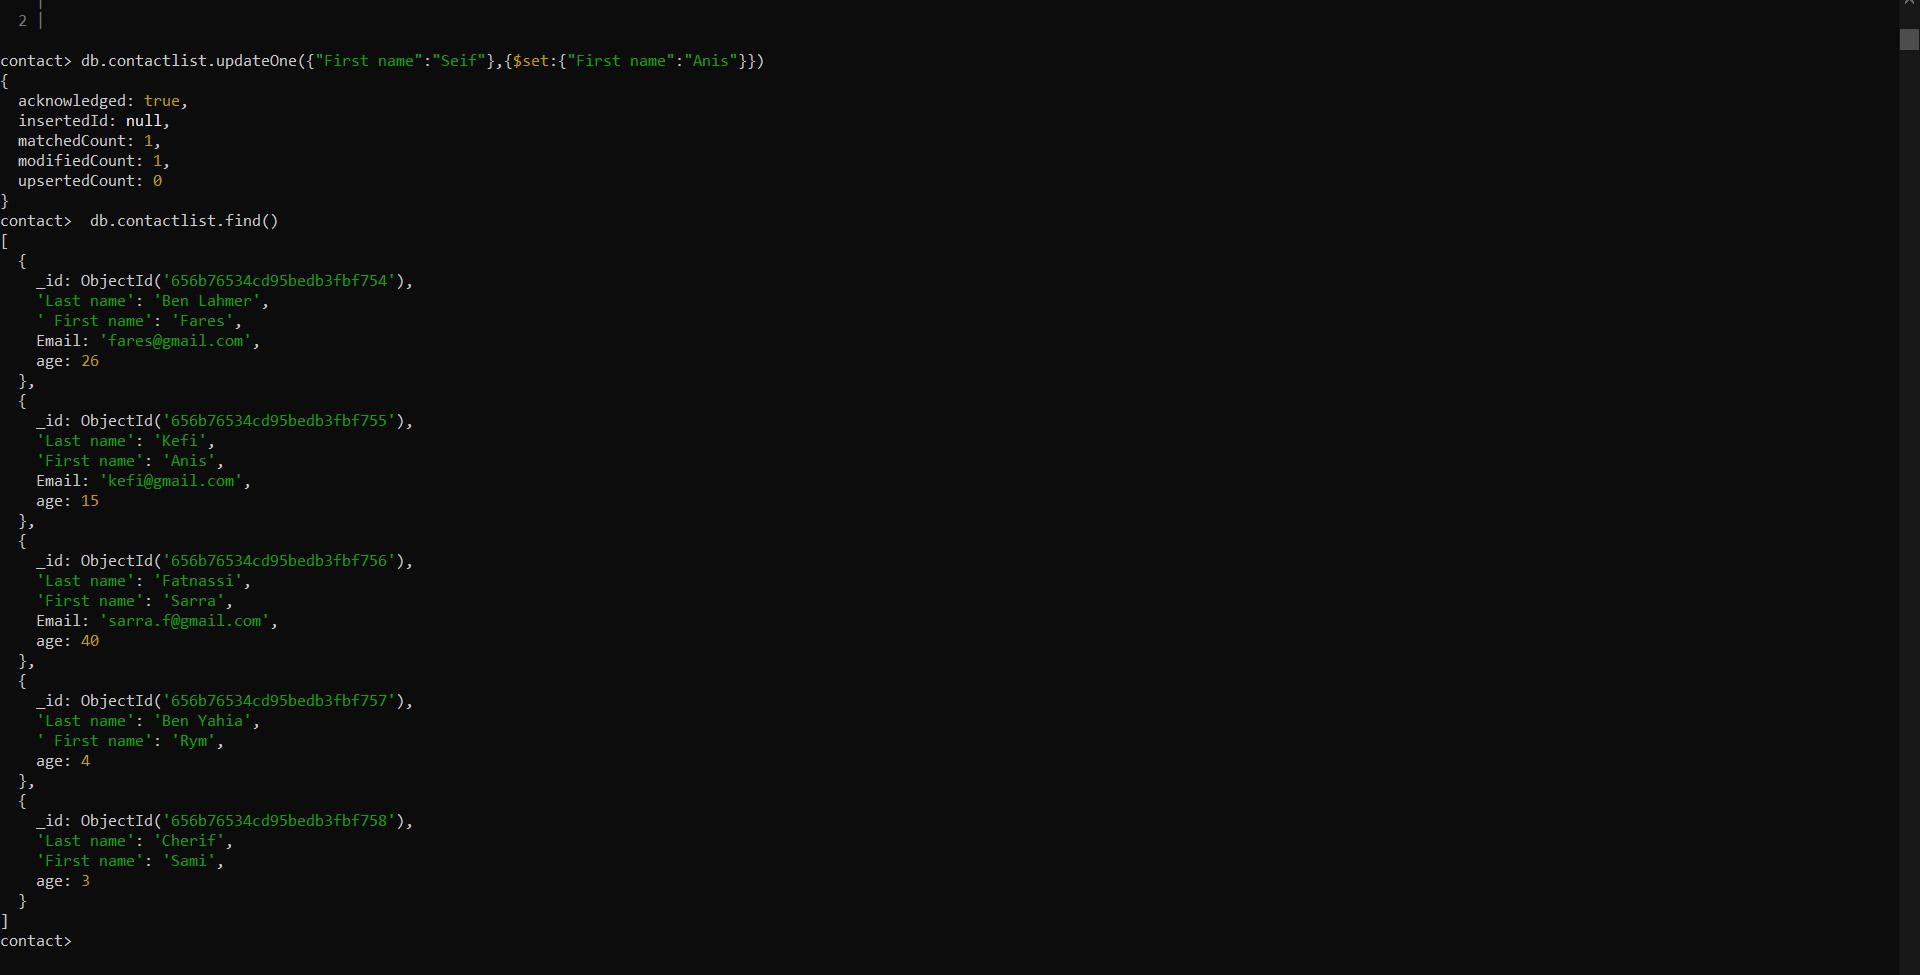 2 |
contact> db.contactlist.updateOne({"First name":"Seif"},{$set:{"First name":"Anis"}})
{
  acknowledged: true,
  insertedId: null,
  matchedCount: 1,
  modifiedCount: 1,
  upsertedCount: 0
}
contact>  db.contactlist.find()
[
  {
    _id: ObjectId('656b76534cd95bedb3fbf754'),
    'Last name': 'Ben Lahmer',
    ' First name': 'Fares',
    Email: 'fares@gmail.com',
    age: 26
  },
  {
    _id: ObjectId('656b76534cd95bedb3fbf755'),
    'Last name': 'Kefi',
    'First name': 'Anis',
    Email: 'kefi@gmail.com',
    age: 15
  },
  {
    _id: ObjectId('656b76534cd95bedb3fbf756'),
    'Last name': 'Fatnassi',
    'First name': 'Sarra',
    Email: 'sarra.f@gmail.com',
    age: 40
  },
  {
    _id: ObjectId('656b76534cd95bedb3fbf757'),
    'Last name': 'Ben Yahia',
    ' First name': 'Rym',
    age: 4
  },
  {
    _id: ObjectId('656b76534cd95bedb3fbf758'),
    'Last name': 'Cherif',
    'First name': 'Sami',
    age: 3
  }
]
contact>